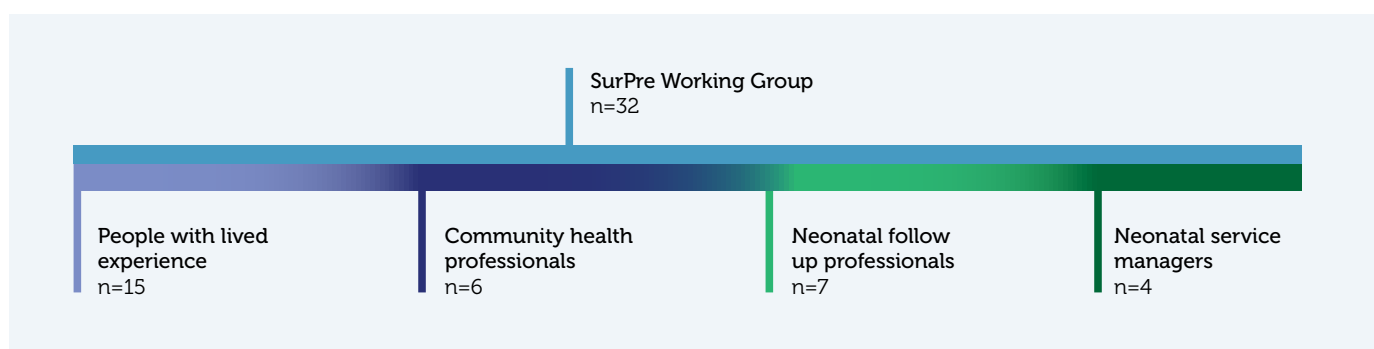 SurPre Working Group
n=32
People with lived
experience
n=15
Community health
professionals
n=6
Neonatal follow
up professionals
n=7
Neonatal service
managers
n=4